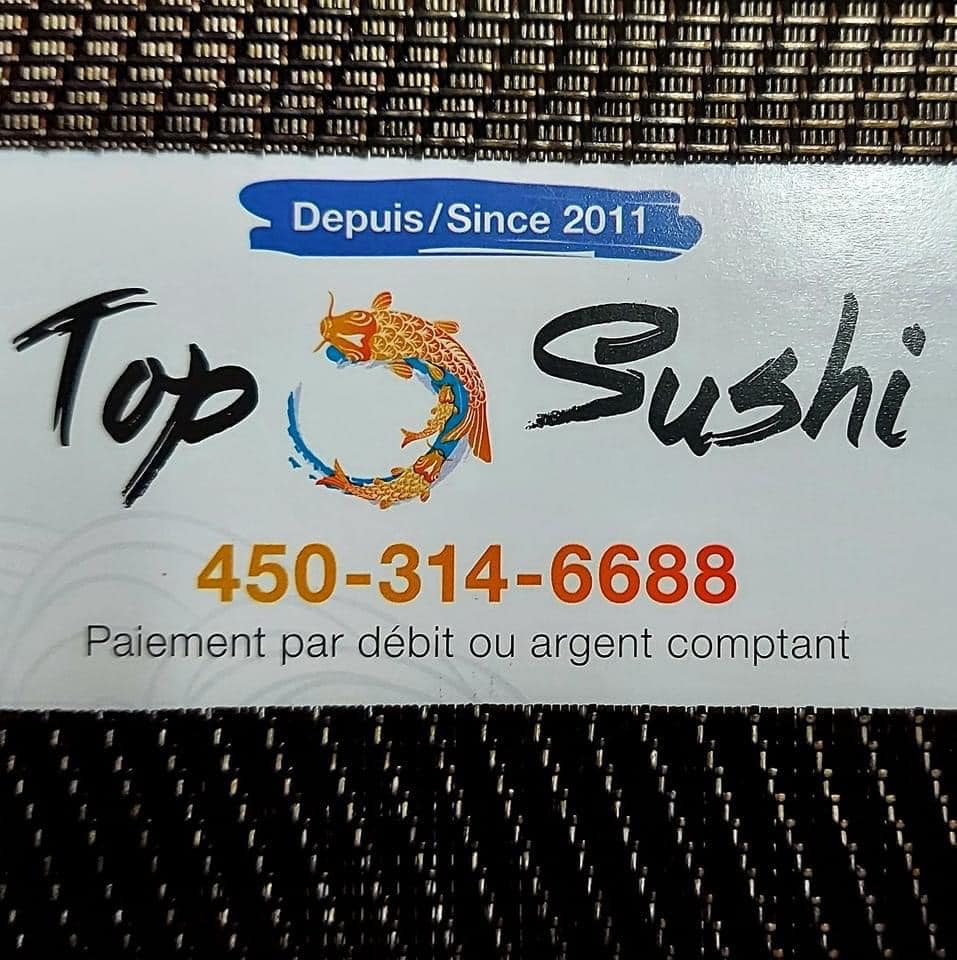 Depuis/Since 2011
Top Sushi
450-314-6688
Paiement par débit ou argent comptant